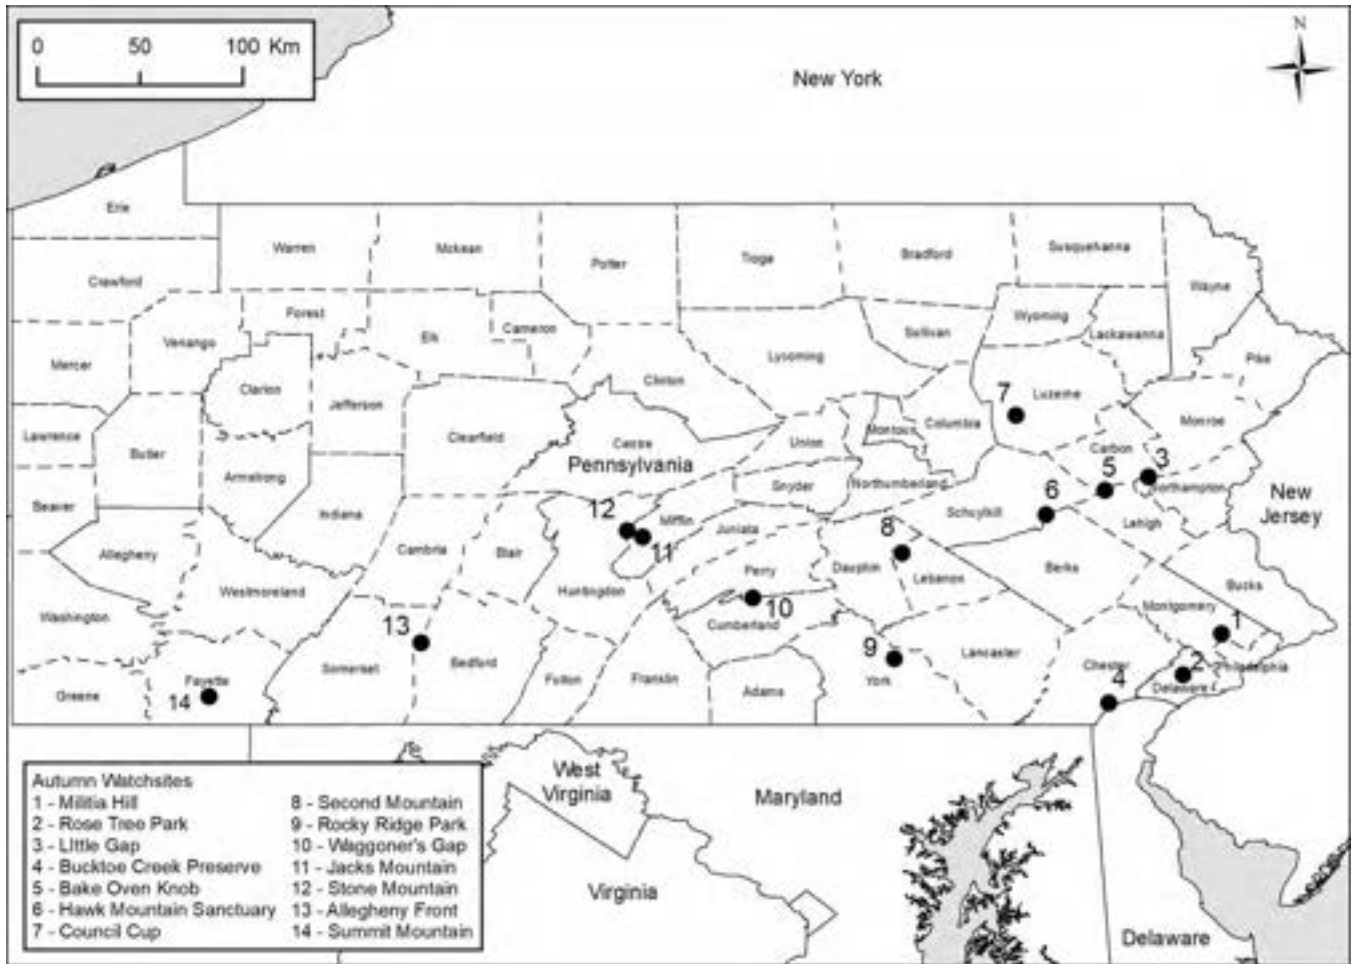 0 50 100 Km
N
New York
Erie
Warren
Mckean
Potter
Tioga
Bradford
Susquehanna
Wayne
Crawford
Forest
Cameron
Wyoming
Lackawanna
Venango
Elk
Sullivan
Pike
Mercer
Lycoming
Clarion
Clinton
Jefferson
7
Luzerne
Monroe
Lawrence
Butler
Clearfield
Centre
Union
Montour
Columbia
Carbon
Pennsylvania
Armstrong
5
3
Beaver
Snyder
Northumberland
Northampton
New Jersey
Indiana
12
Mifflin
6
Schuylkill
Lehigh
Allegheny
Cambria
Blair
11
Juniata
8
Perry
Dauphin
Lebanon
Berks
Bucks
Westmoreland
Huntingdon
10
Montgomery
Washington
Cumberland
1
13
9
Lancaster
Somerset
Bedford
Chester
2
Philadelphia
Greene
Fayette
14
Fulton
Franklin
Adams
York
4
Delaware
West Virginia
Maryland
Virginia
Delaware
Autumn Watchsites
1 - Militia Hill
2 - Rose Tree Park
3 - LIttle Gap
4 - Bucktoe Creek Preserve
5 - Bake Oven Knob
6 - Hawk Mountain Sanctuary
7 - Council Cup
8 - Second Mountain
9 - Rocky Ridge Park
10 - Waggoner's Gap
11 - Jacks Mountain
12 - Stone Mountain
13 - Allegheny Front
14 - Summit Mountain